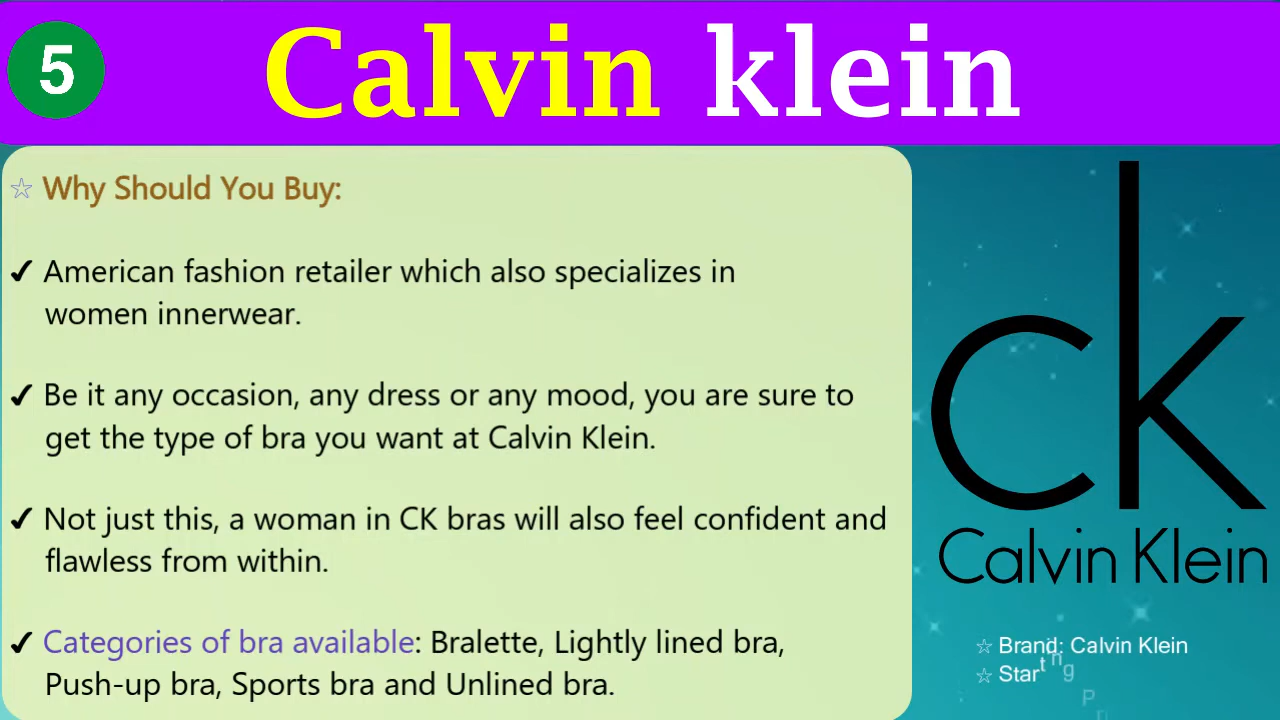 5
Calvin klein
☆ Why Should You Buy:
✔ American fashion retailer which also specializes in
women innerwear.
✔ Be it any occasion, any dress or any mood, you are sure to
get the type of bra you want at Calvin Klein.
✔ Not just this, a woman in CK bras will also feel confident and
flawless from within.
✔ Categories of bra available: Bralette, Lightly lined bra,
Push-up bra, Sports bra and Unlined bra.
ck
Calvin Klein
☆ Brand: Calvin Klein
☆ Starting